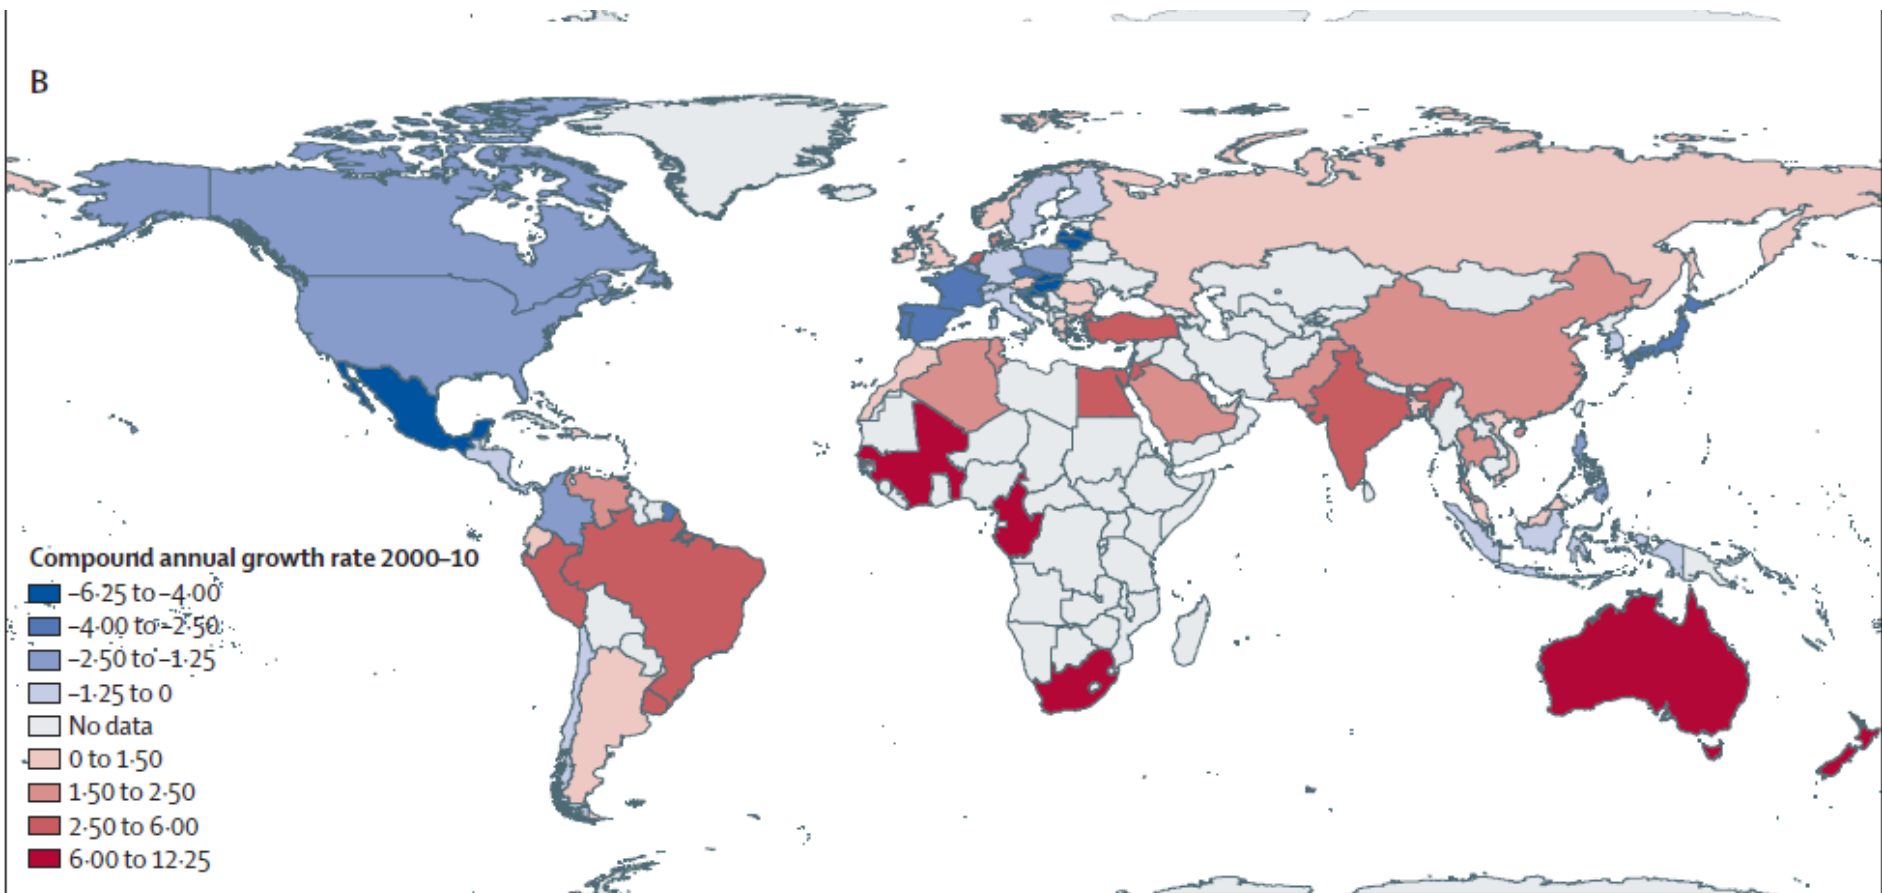 B
Compound annual growth rate 2000–10
–6·25 to –4·00
–4·00 to –2·50
–2·50 to –1·25
–1·25 to 0
No data
0 to 1·50
1·50 to 2·50
2·50 to 6·00
6·00 to 12·25